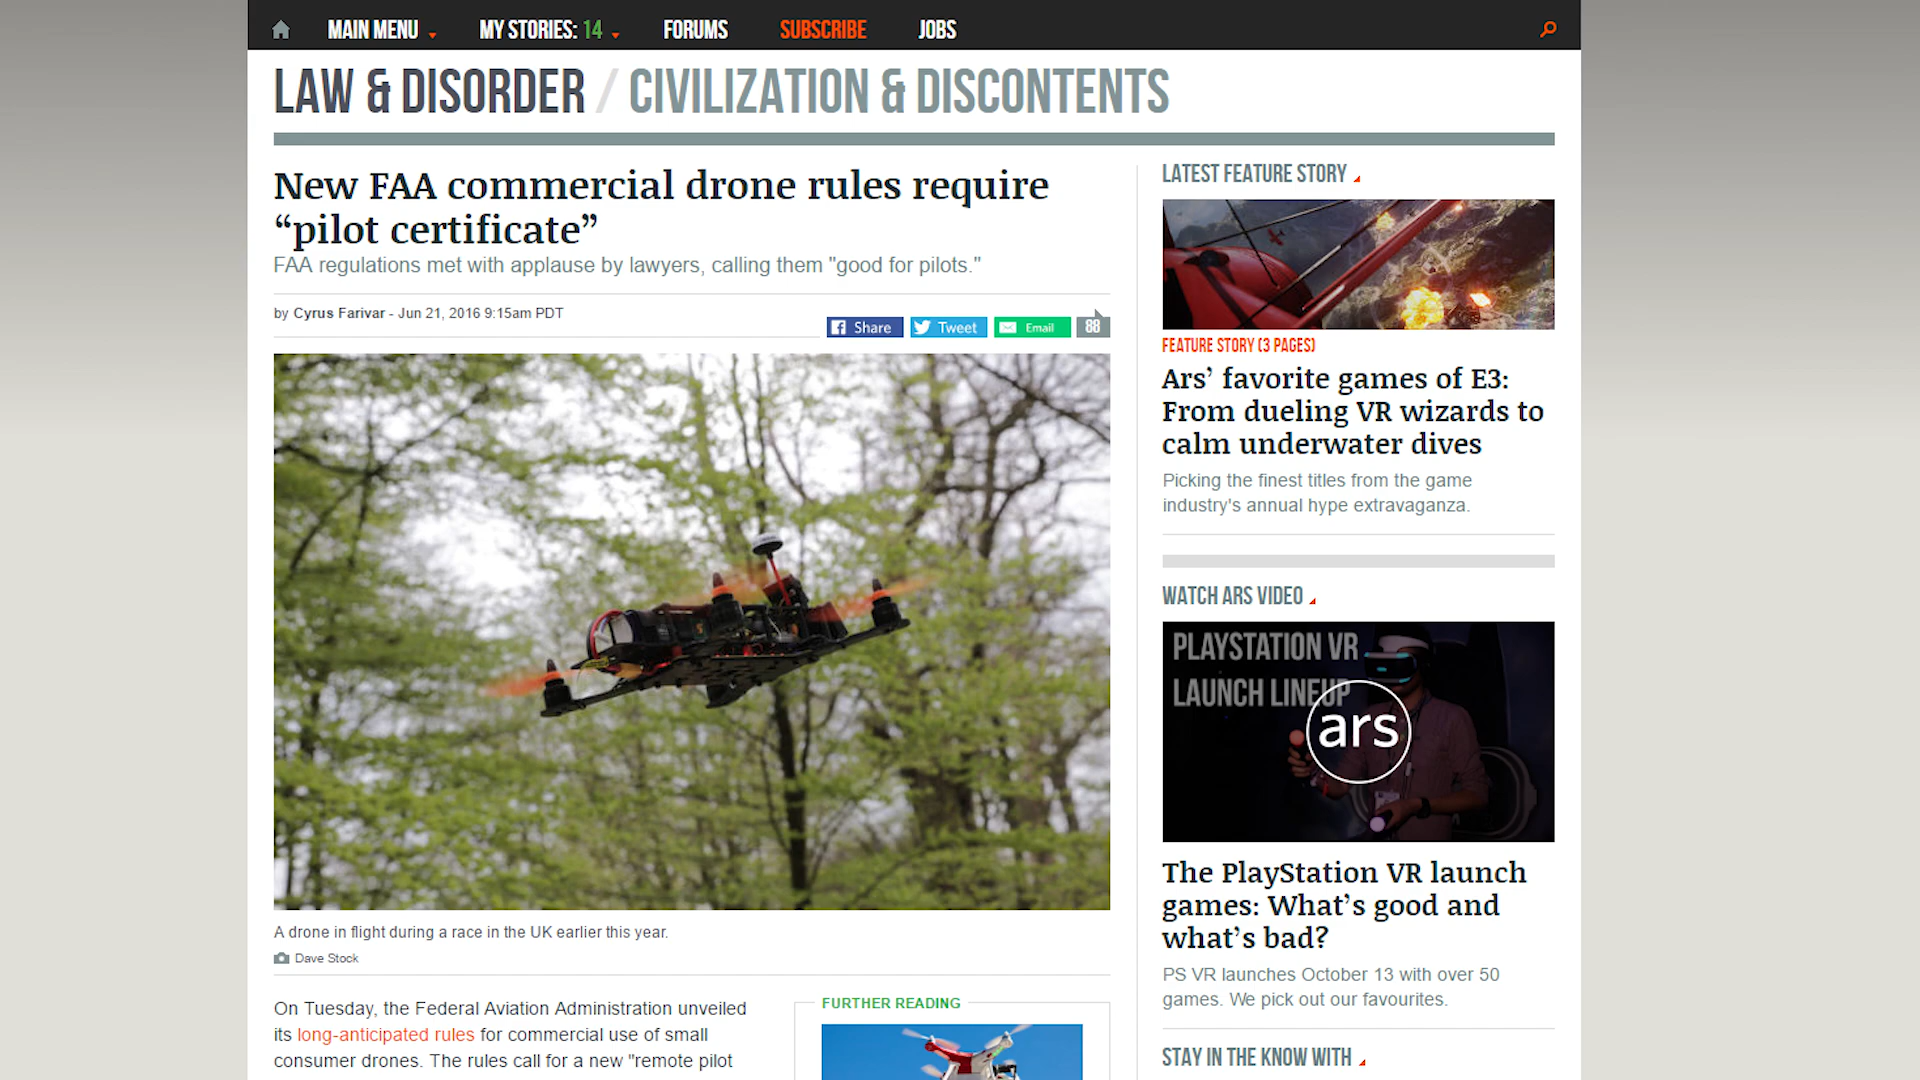 MAIN MENU
MY STORIES: 14
FORUMS
SUBSCRIBE
JOBS
LAW & DISORDER / CIVILIZATION & DISCONTENTS
New FAA commercial drone rules require
“pilot certificate”
FAA regulations met with applause by lawyers, calling them "good for pilots."
by Cyrus Farivar - Jun 21, 2016 9:15am PDT
Share
Tweet
Email
88
A drone in flight during a race in the UK earlier this year.
Dave Stock
On Tuesday, the Federal Aviation Administration unveiled
its long-anticipated rules for commercial use of small
consumer drones. The rules call for a new "remote pilot
FURTHER READING
LATEST FEATURE STORY
FEATURE STORY (3 PAGES)
Ars’ favorite games of E3:
From dueling VR wizards to
calm underwater dives
Picking the finest titles from the game
industry's annual hype extravaganza.
WATCH ARS VIDEO
PLAYSTATION VR
LAUNCH LINEUP
ars
The PlayStation VR launch
games: What’s good and
what’s bad?
PS VR launches October 13 with over 50
games. We pick out our favourites.
STAY IN THE KNOW WITH